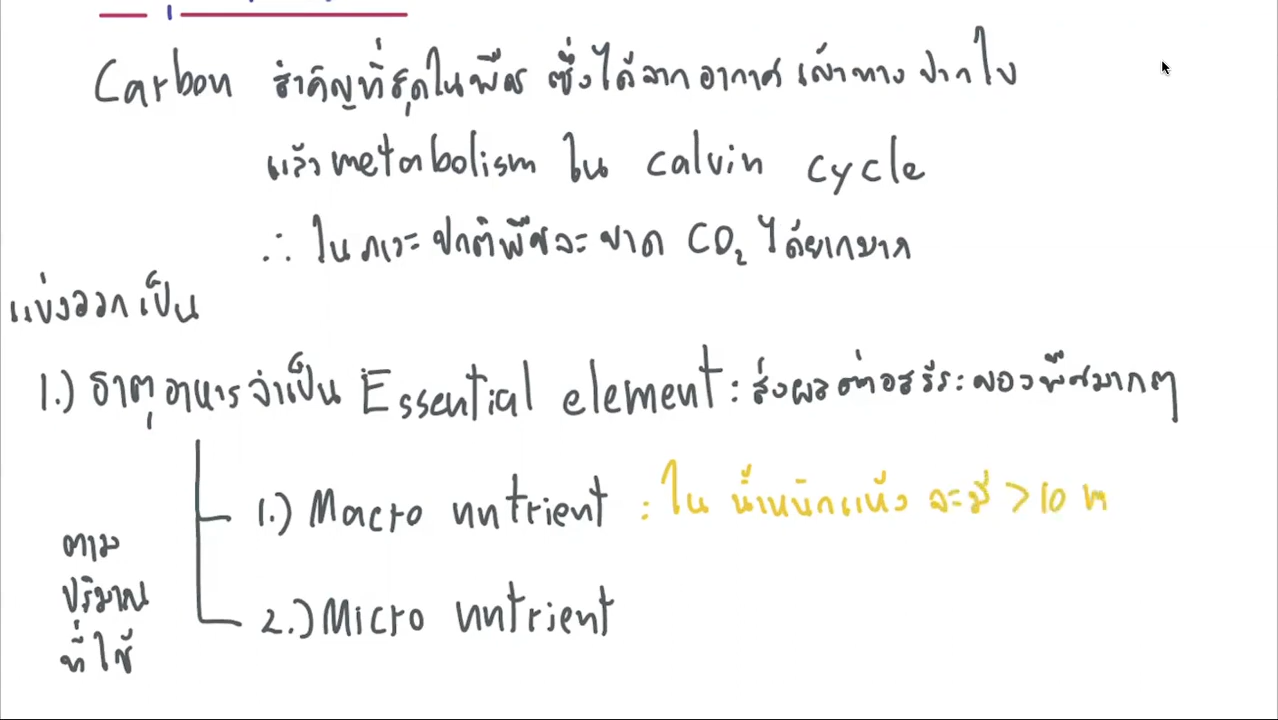 Carbon สำคัญที่สุดในพืช ซึ่งได้จากอากาศ เข้าทาง ปากใบ
แล้ว metabolism ใน calvin cycle
∴ ในภาวะ ปกติพืชจะ ขาด CO₂ ได้ยากมาก
แบ่งออกเป็น
1.) ธาตุอาหารจำเป็น Essential element : ส่งผลต่อสรีระของพืชมากๆ
1.) Macro nutrient : ใน น้ำหนักแห้ง จะมี > 10 m
ตาม
ปริมาณ
ที่ใช้
2.) Micro nutrient